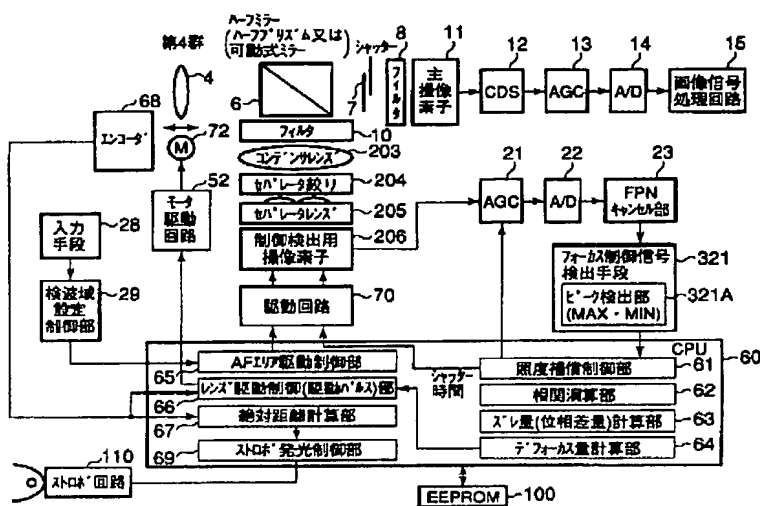 第4群
4
ハーフミラー
(ハーフプリズム又は
可動式ミラー)
シャッター
6
7
8
フィルタ
11
主撮像素子
12
CDS
13
AGC
14
A/D
15
画像信号
処理回路
68
エンコーダ
72
M
10
フィルタ
203
コンデンサレンズ
204
セパレータ絞り
205
セパレータレンズ
206
制御検出用
撮像素子
52
モータ
駆動
回路
28
入力
手段
29
検波域
設定
制御部
70
駆動回路
21
AGC
22
A/D
23
FPN
キャンセル部
321
フォーカス制御信号
検出手段
321A
ピーク検出部
(MAX・MIN)
CPU
60
65
AFエリア駆動制御部
66
レンズ駆動制御(駆動パルス)部
67
絶対距離計算部
69
ストロボ発光制御部
シャッター
時間
61
照度補償制御部
62
相関演算部
63
ズレ量(位相差量)計算部
64
デフォーカス量計算部
110
ストロボ回路
EEPROM
100